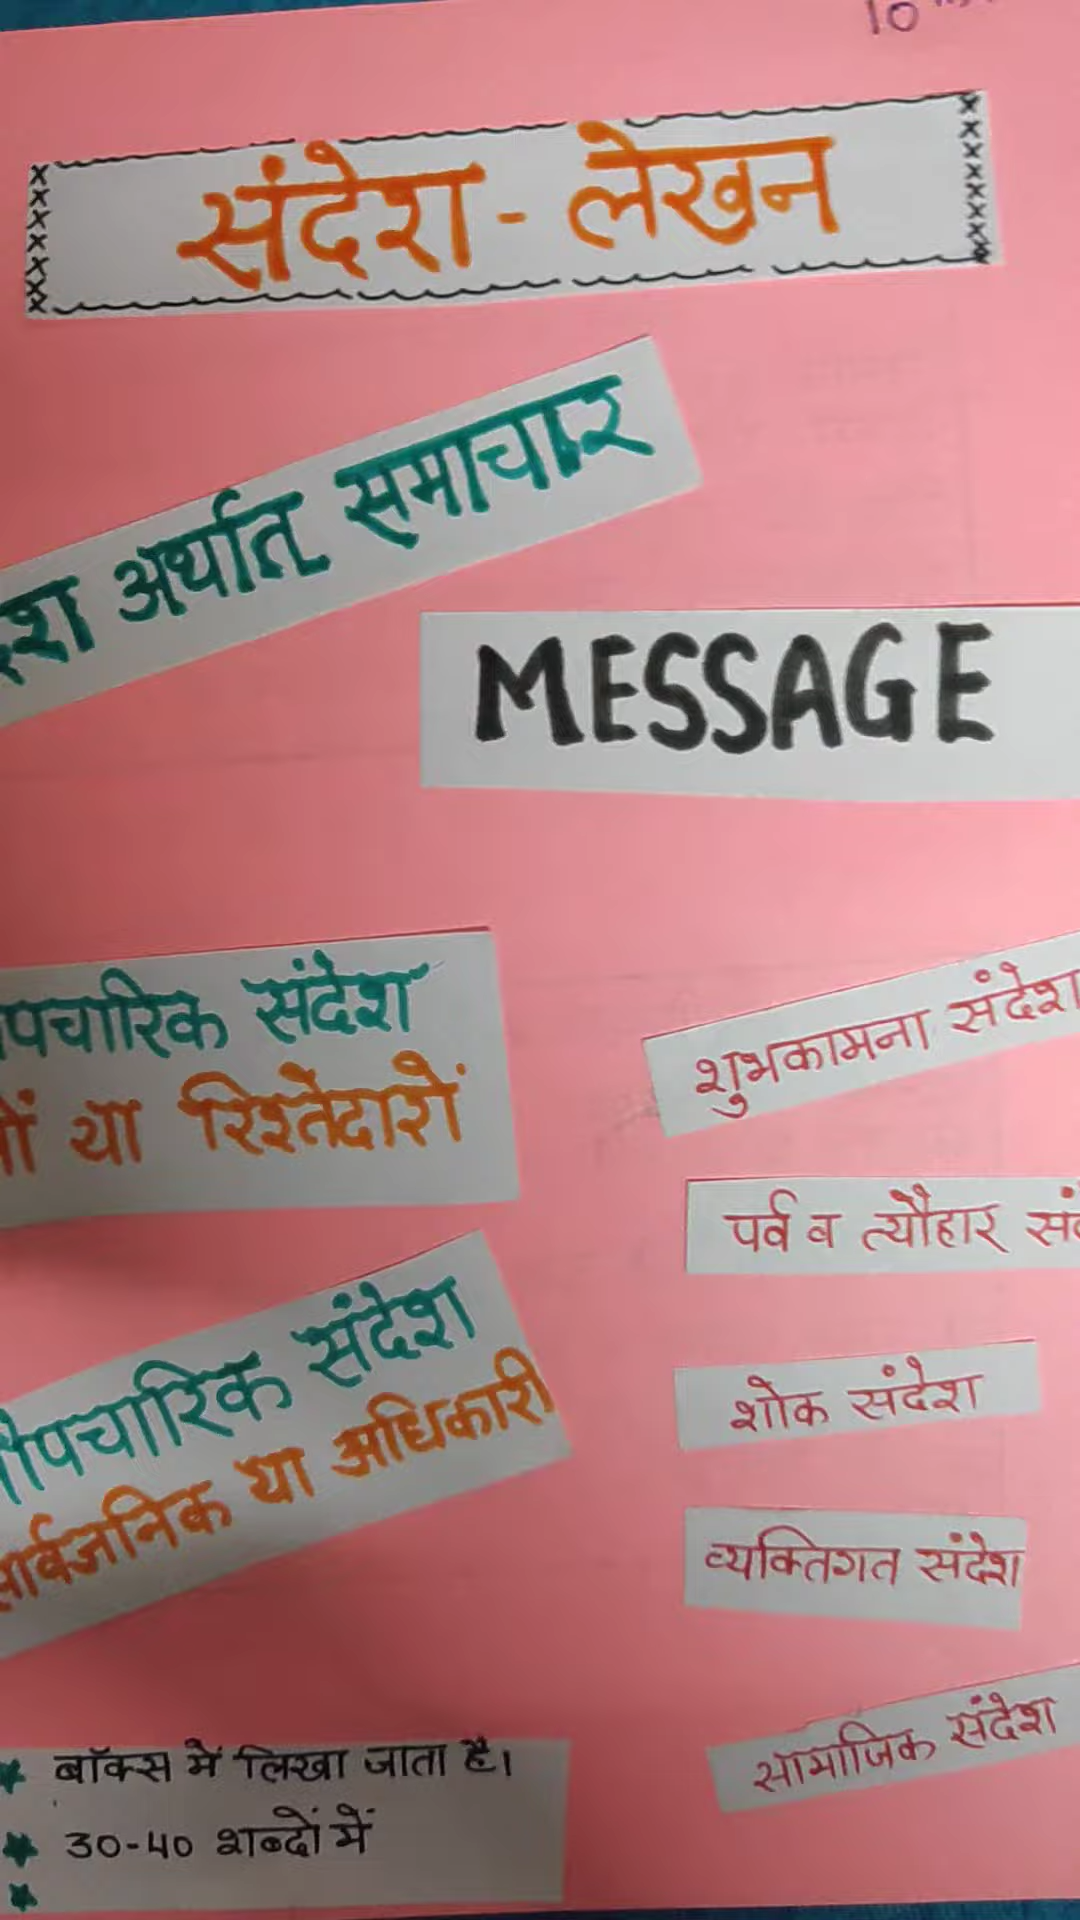 10
संदेश - लेखन
अर्थात् समाचार
MESSAGE
संदेश
या रिश्तेदारों
संदेश
या अधिकारी
शुभकामना संदेश
पर्व व त्यौहार
शोक संदेश
व्यक्तिगत संदेश
सामाजिक संदेश
बॉक्स में लिखा जाता है।
30-40 शब्दों में